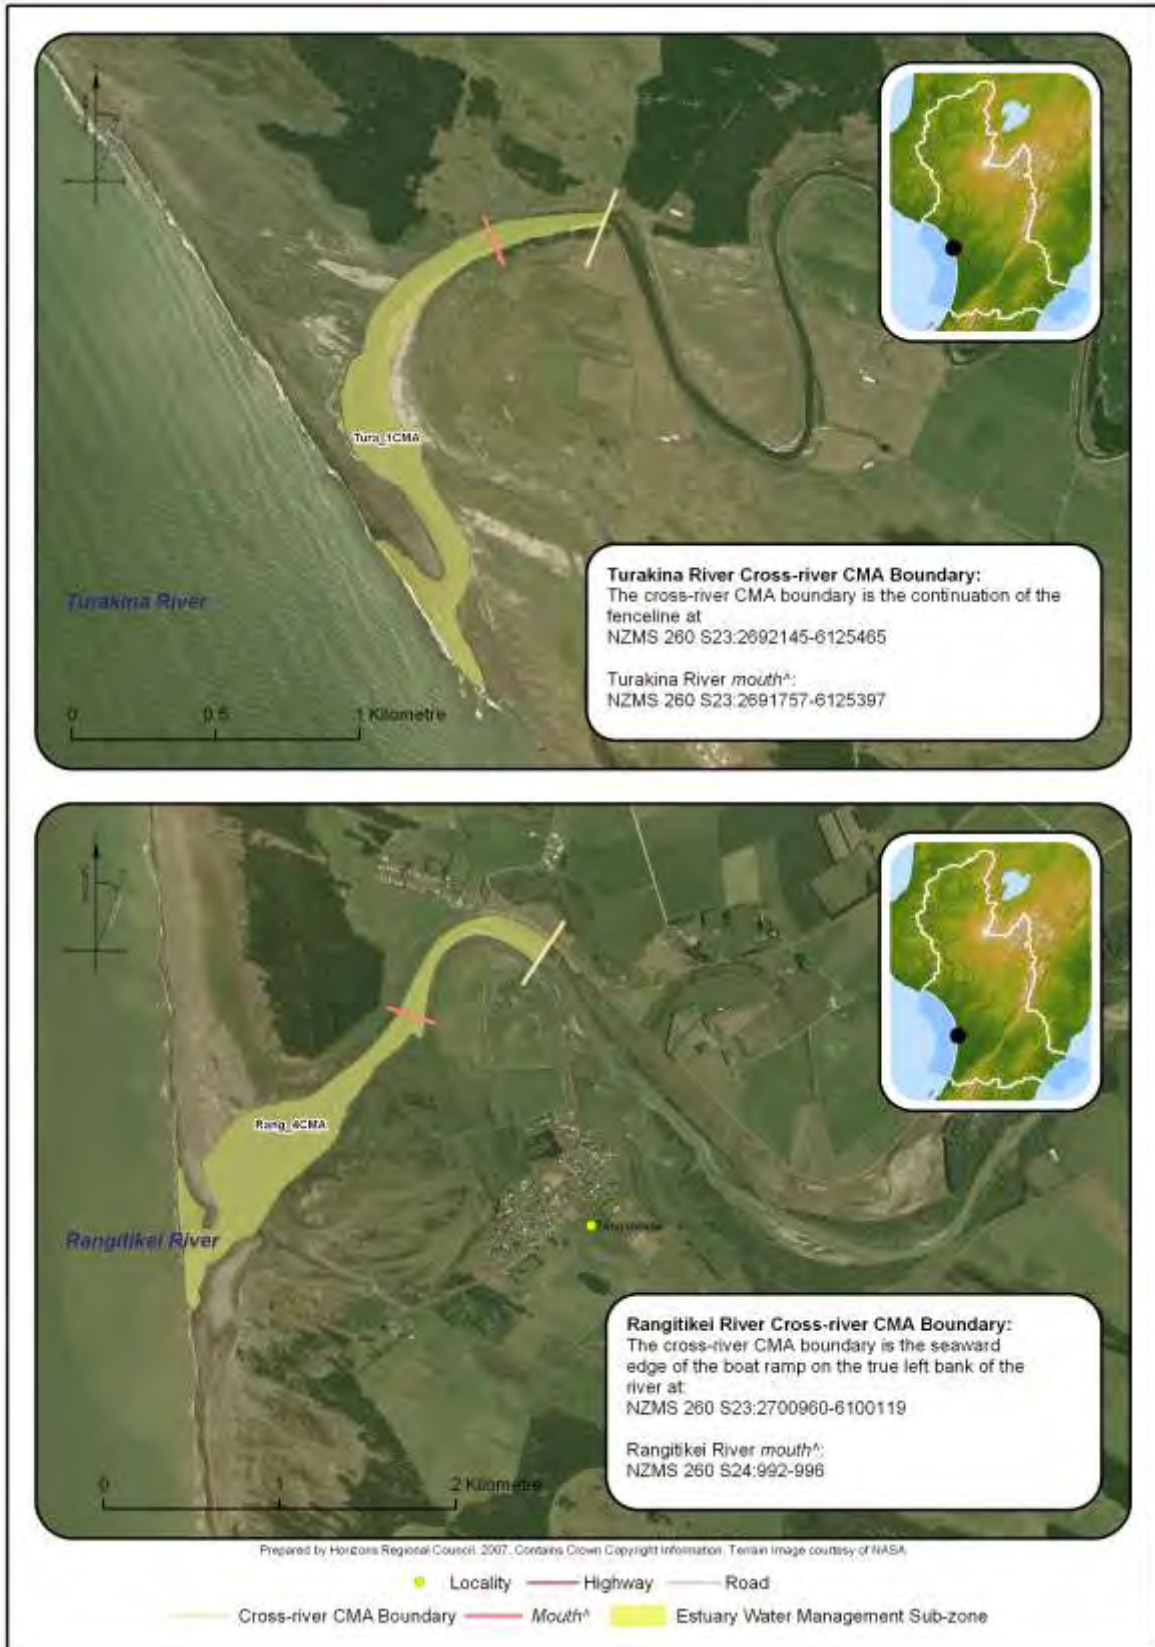 Tura_1CMA
Turakina River
0 0.5 1 Kilometre
Turakina River Cross-river CMA Boundary:
The cross-river CMA boundary is the continuation of the
fenceline at
NZMS 260 S23:2692145-6125465
Turakina River mouth^:
NZMS 260 S23:2691757-6125397
Rang_4CMA
Rangitikei River
0 1 2 Kilometre
Rangitikei River Cross-river CMA Boundary:
The cross-river CMA boundary is the seaward
edge of the boat ramp on the true left bank of the
river at:
NZMS 260 S23:2700960-6100119
Rangitikei River mouth^:
NZMS 260 S24:992-996
Prepared by Horizons Regional Council, 2007. Contains Crown Copyright Information. Terrain Image courtesy of NASA
Locality Highway Road
Cross-river CMA Boundary Mouth^ Estuary Water Management Sub-zone